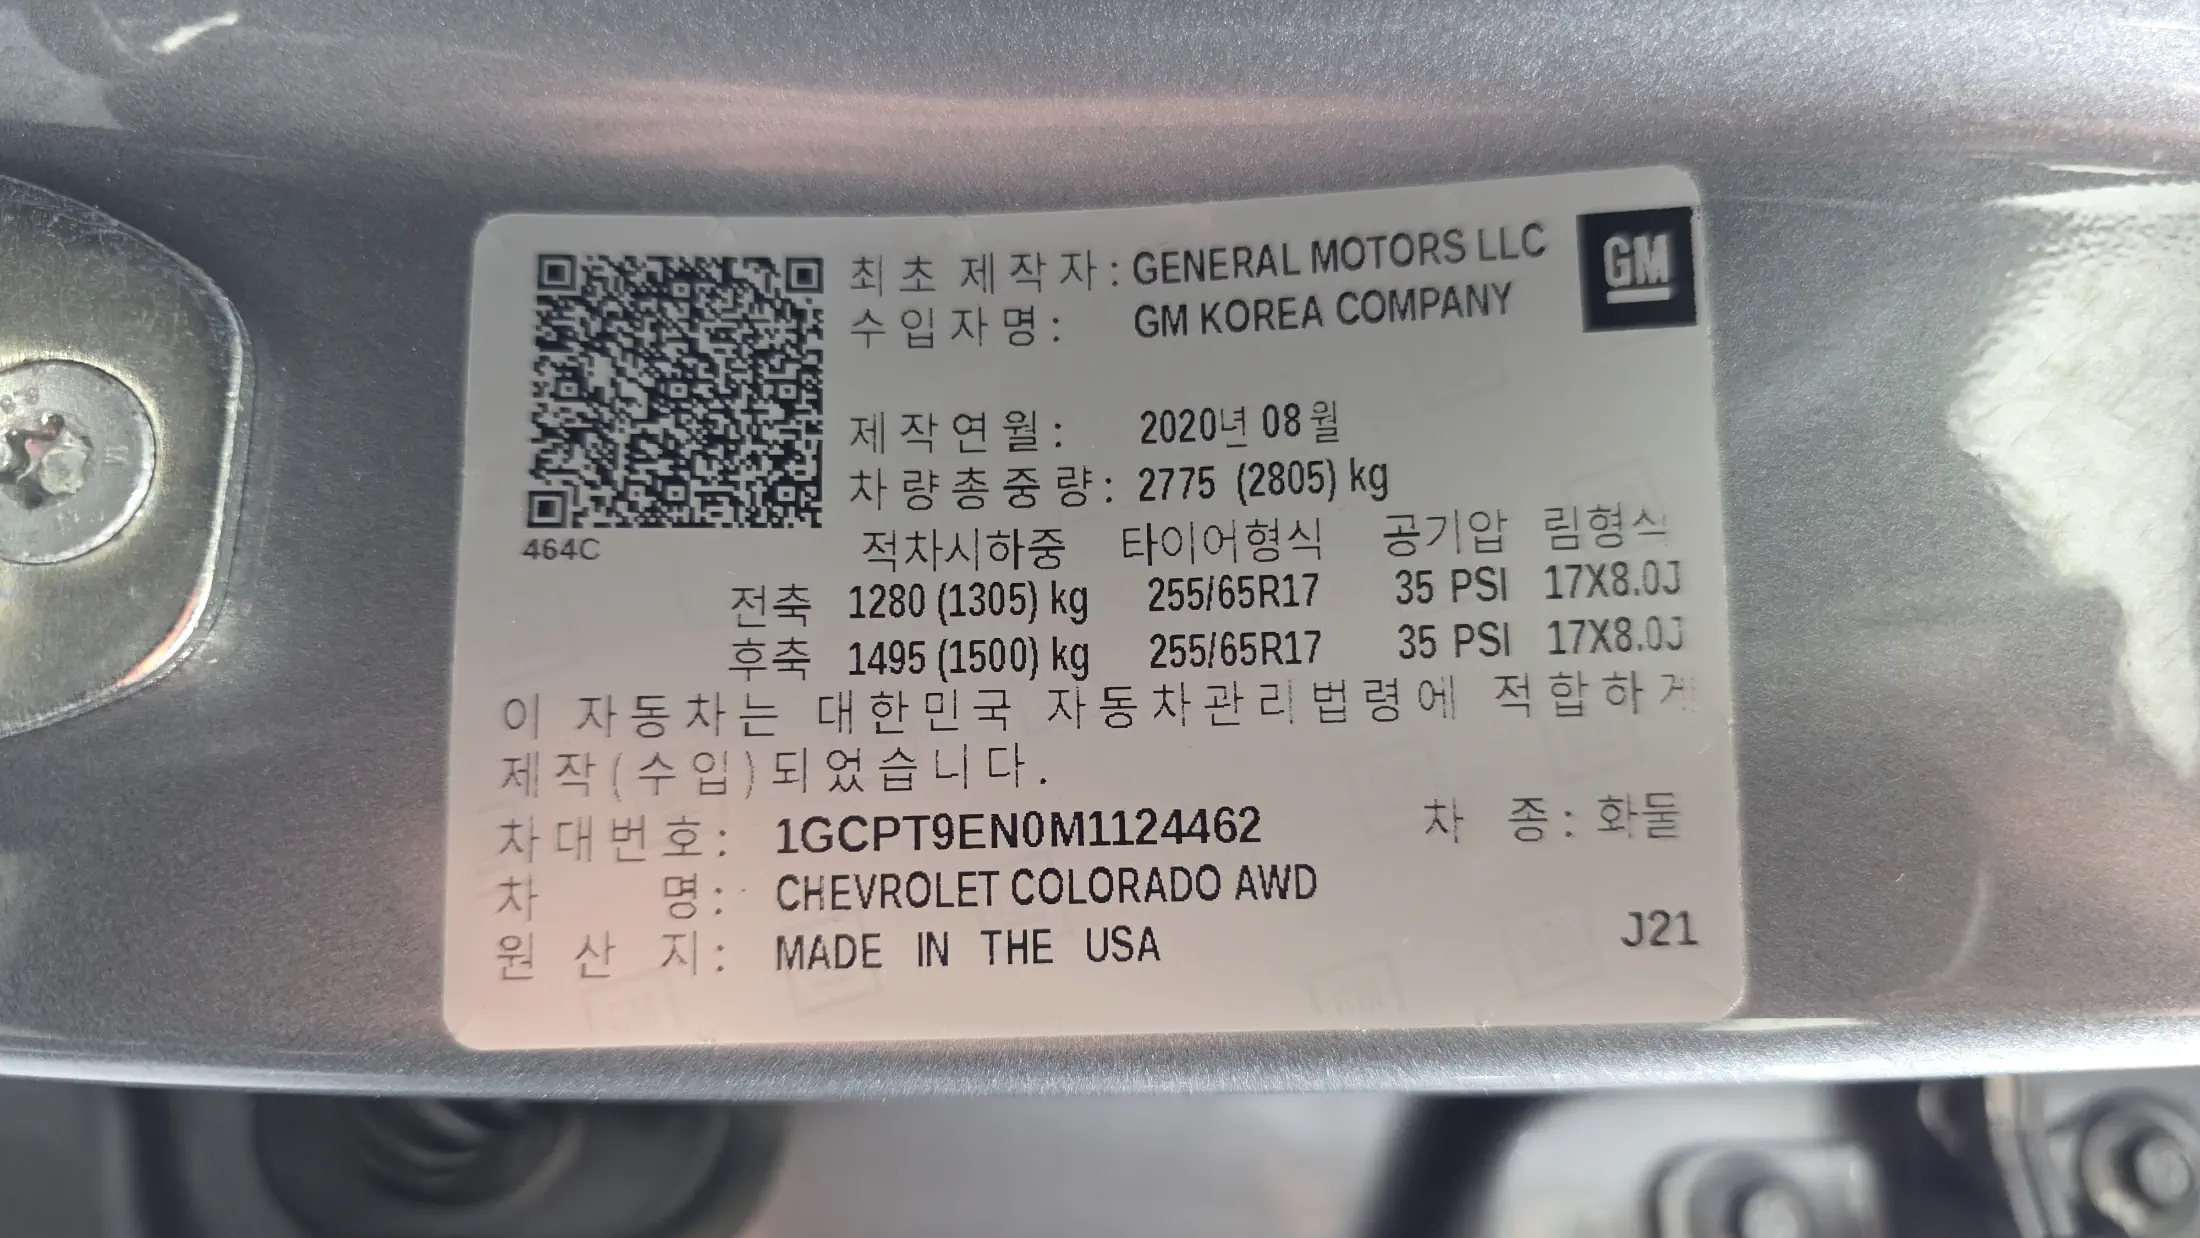 최초 제작자 : GENERAL MOTORS LLC
GM
수입자명 : GM KOREA COMPANY
제작연월 : 2020년 08월
차량총중량 : 2775 (2805) kg
464C
적차시하중 타이어형식 공기압 림형식
전축 1280 (1305) kg 255/65R17 35 PSI 17X8.0J
후축 1495 (1500) kg 255/65R17 35 PSI 17X8.0J
이 자동차는 대한민국 자동차관리법령에 적합하게
제작(수입)되었습니다.
차대번호 : 1GCPT9EN0M1124462 차 종 : 화물
차 명 : CHEVROLET COLORADO AWD
원 산 지 : MADE IN THE USA
J21